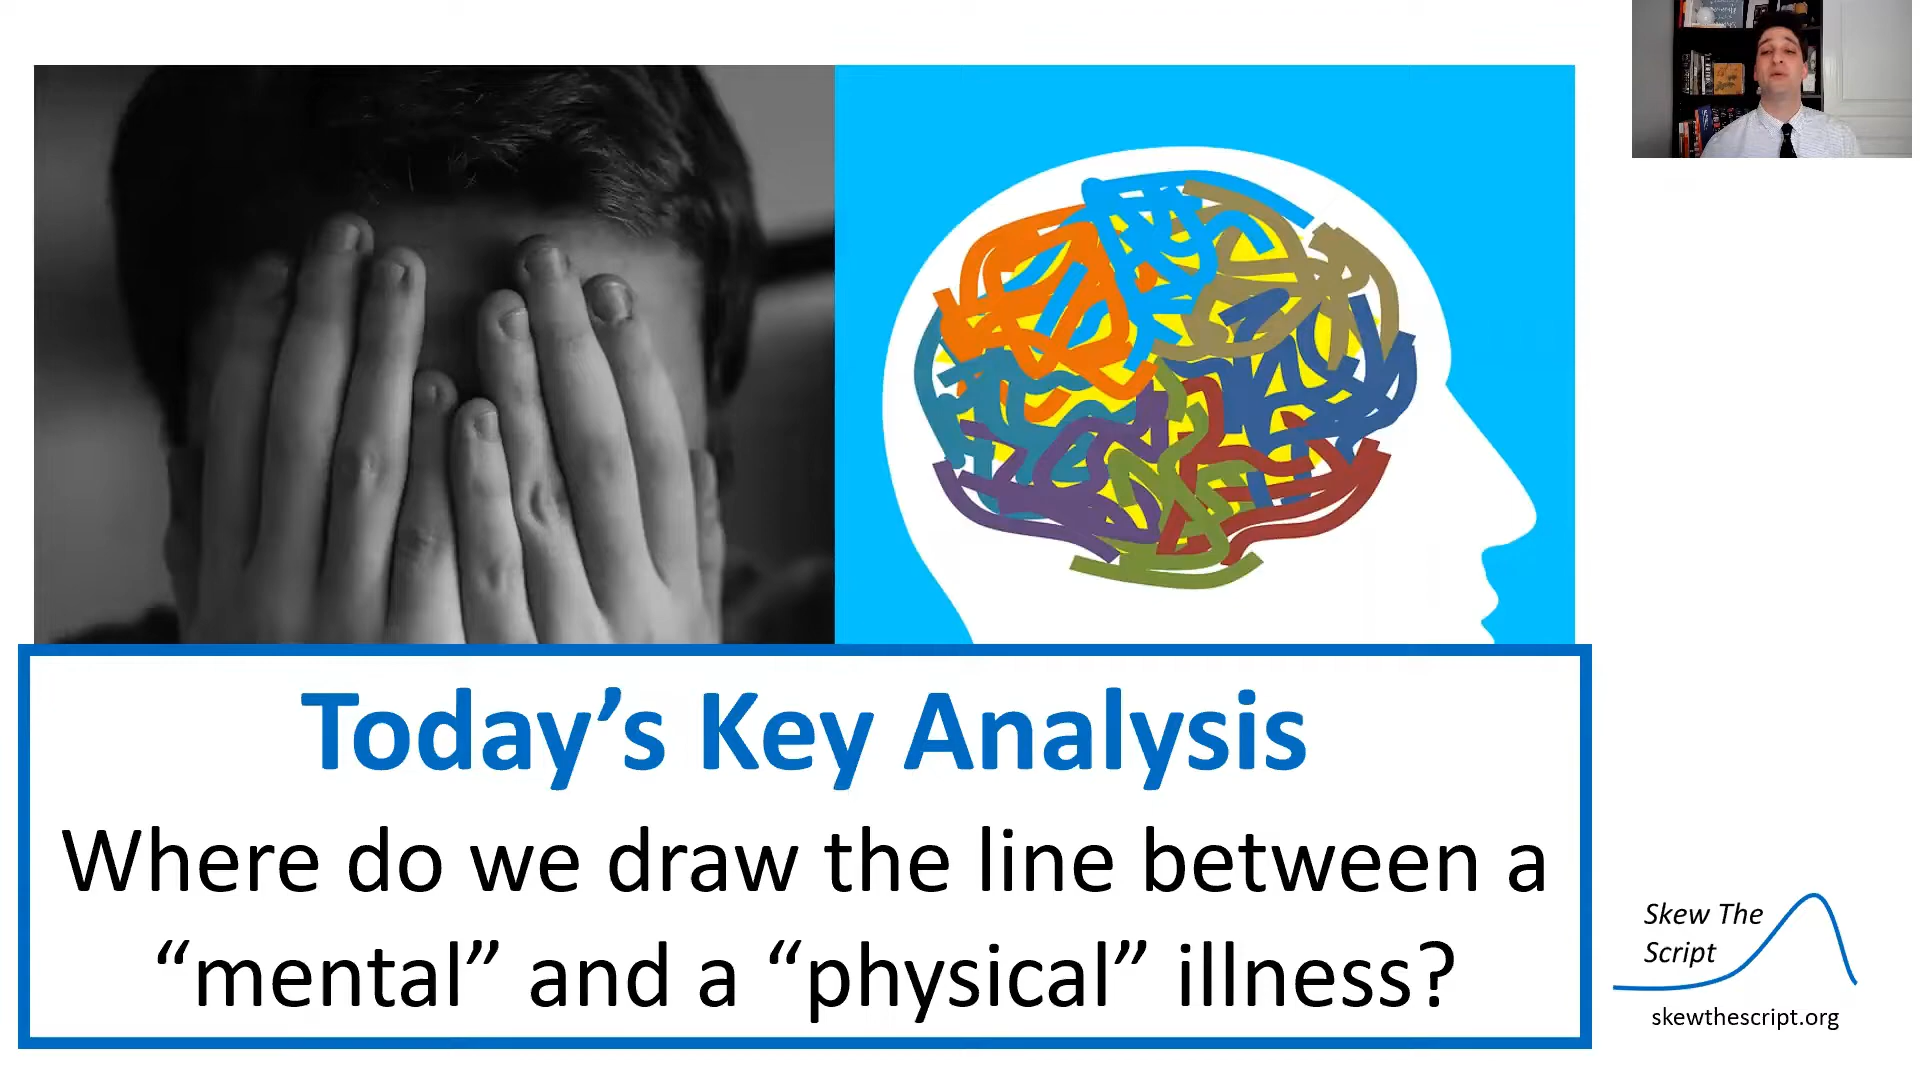 Today’s Key Analysis
Where do we draw the line between a
“mental” and a “physical” illness?
Skew The
Script
skewthescript.org